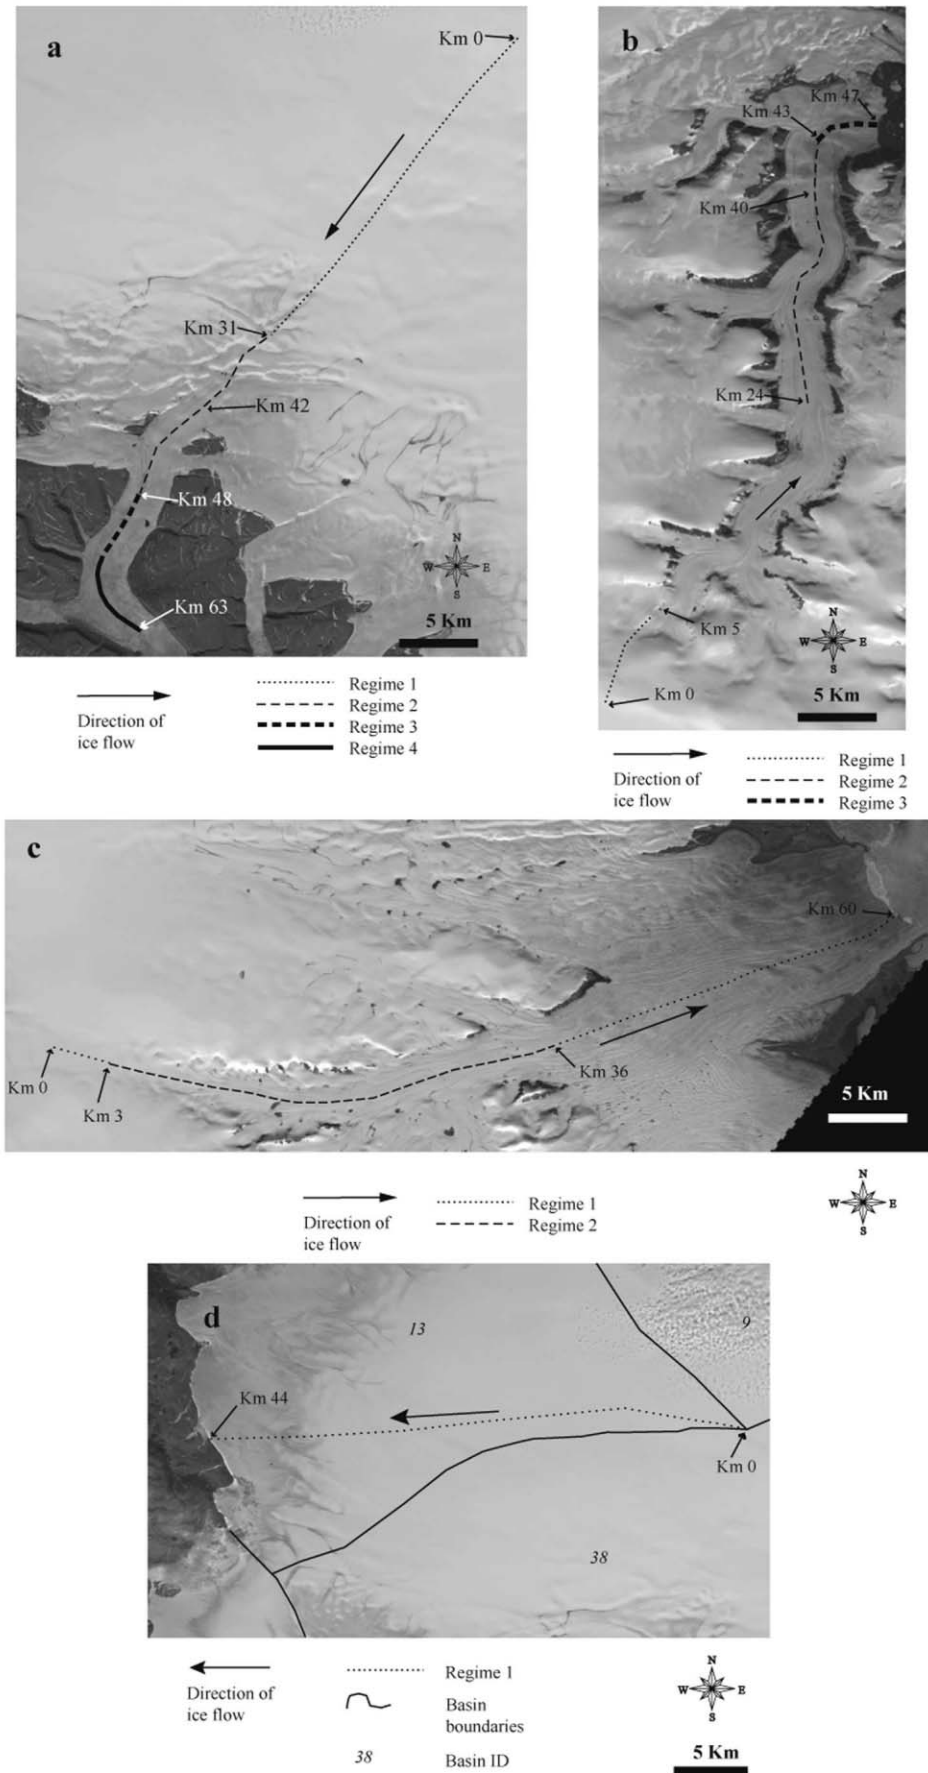 a
Km 0
Km 31
Km 42
Km 48
Km 63
N
W E
S
5 Km
Direction of
ice flow
Regime 1
Regime 2
Regime 3
Regime 4
b
Km 47
Km 43
Km 40
Km 24
Km 5
Km 0
N
W E
S
5 Km
Direction of
ice flow
Regime 1
Regime 2
Regime 3
c
Km 60
Km 0
Km 3
Km 36
5 Km
Direction of
ice flow
Regime 1
Regime 2
N
W E
S
d
13
9
Km 44
Km 0
38
Direction of
ice flow
Regime 1
Basin
boundaries
38
Basin ID
N
W E
S
5 Km